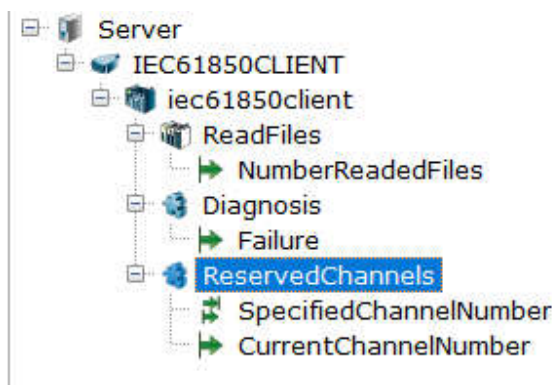 Server
IEC61850CLIENT
iec61850client
ReadFiles
NumberReadedFiles
Diagnosis
Failure
ReservedChannels
SpecifiedChannelNumber
CurrentChannelNumber